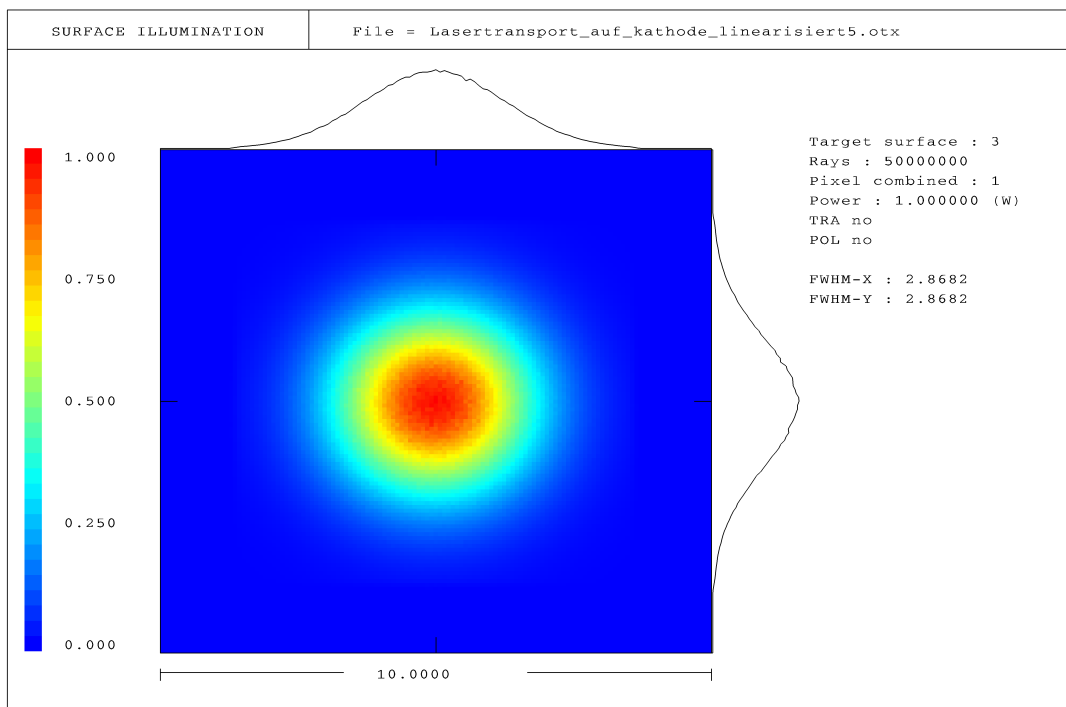 SURFACE ILLUMINATION
File = Lasertransport_auf_kathode_linearisiert5.otx
Target surface : 3
Rays : 50000000
Pixel combined : 1
Power : 1.000000 (W)
TRA no
POL no
FWHM-X : 2.8682
FWHM-Y : 2.8682
1.000
0.750
0.500
0.250
0.000
10.0000